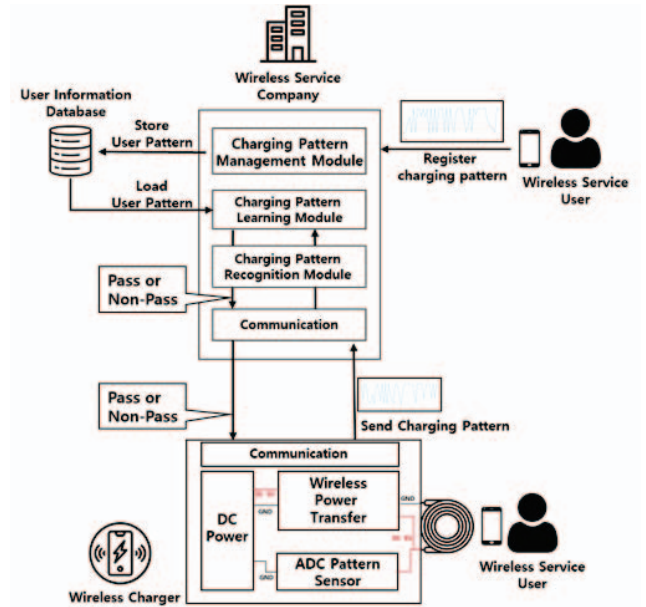 Wireless Service
Company
User Information
Database
Store
User Pattern
Charging Pattern
Management Module
Register
charging pattern
Wireless Service
User
Load
User Pattern
Charging Pattern
Learning Module
Charging Pattern
Recognition Module
Pass or
Non-Pass
Communication
Pass or
Non-Pass
Send Charging Pattern
Communication
DC
Power
GND
Wireless
Power
Transfer
GND
GND
ADC Pattern
Sensor
Wireless Charger
Wireless Service
User